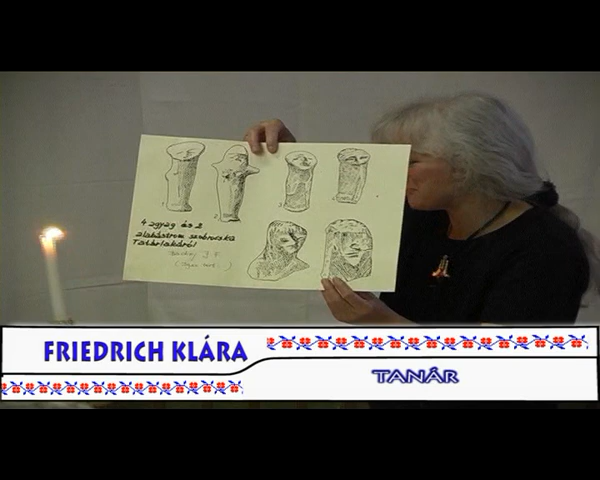 4 agyag és 2
alabástrom szobrocska
Tatárlakáról
FRIEDRICH KLÁRA
TANÁR